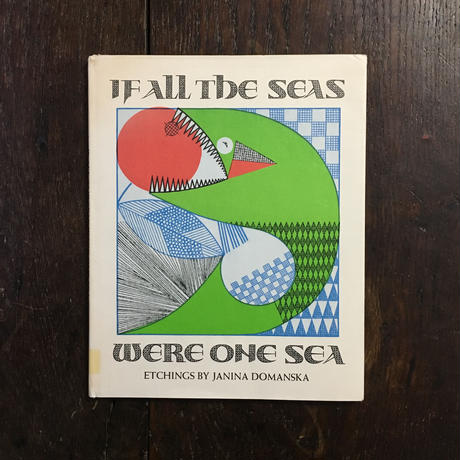 IF ALL THE SEAS
WERE ONE SEA
ETCHINGS BY JANINA DOMANSKA